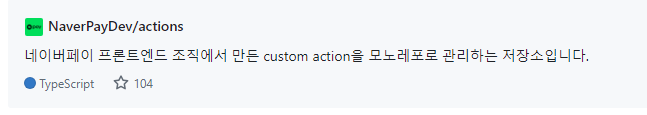 NaverPayDev/actions
네이버페이 프론트엔드 조직에서 만든 custom action을 모노레포로 관리하는 저장소입니다.
TypeScript 104